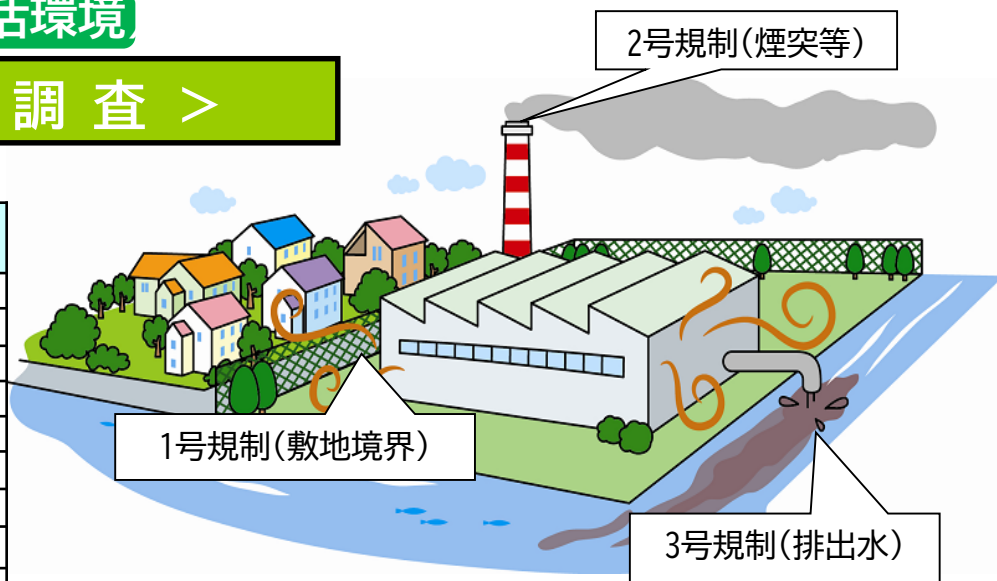 活環境
調 査 >
2号規制(煙突等)
1号規制(敷地境界)
3号規制(排出水)